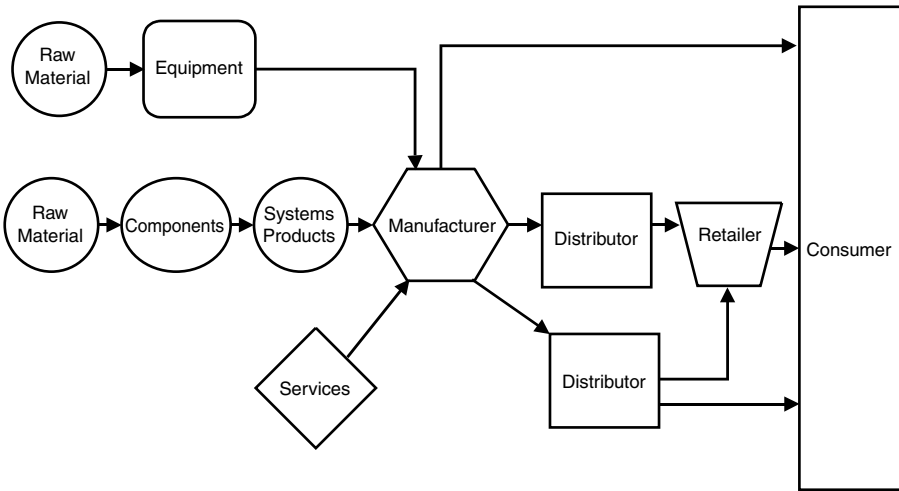 Raw
Material
Equipment
Raw
Material
Components
Systems
Products
Manufacturer
Distributor
Retailer
Consumer
Services
Distributor